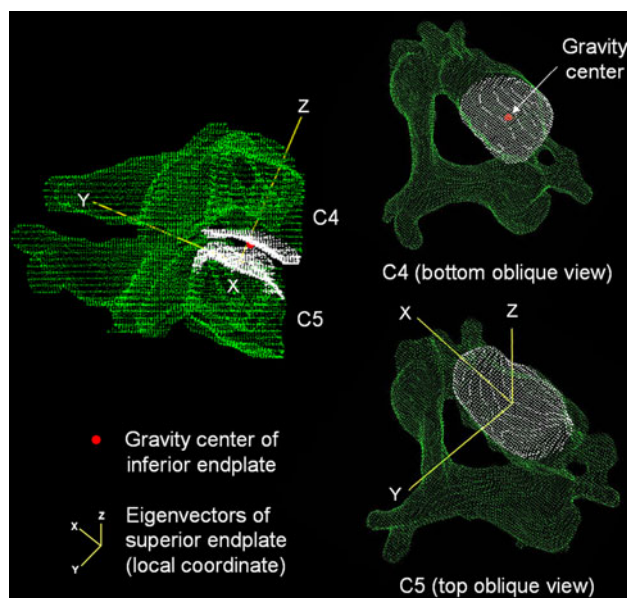 Z
Y
C4
X
C5
Gravity center of
inferior endplate
Z
X
Y
Eigenvectors of
superior endplate
(local coordinate)
Gravity
center
C4 (bottom oblique view)
X
Z
Y
C5 (top oblique view)